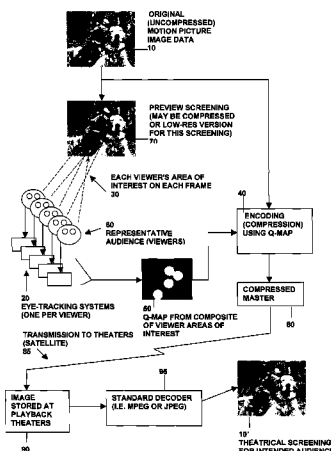 ORIGINAL
(UNCOMPRESSED)
MOTION PICTURE
IMAGE DATA
10
PREVIEW SCREENING
(MAY BE COMPRESSED
OR LOW-RES VERSION
FOR THIS SCREENING)
70
EACH VIEWER'S AREA OF
INTEREST ON EACH FRAME
30
40
ENCODING
(COMPRESSION)
USING Q-MAP
60
REPRESENTATIVE
AUDIENCE (VIEWERS)
20
EYE-TRACKING SYSTEMS
(ONE PER VIEWER)
50
Q-MAP FROM COMPOSITE
OF VIEWER AREAS OF
INTEREST
COMPRESSED
MASTER
80
TRANSMISSION TO THEATERS
(SATELLITE)
85
95
IMAGE
STORED AT
PLAYBACK
THEATERS
90
STANDARD DECODER
(I.E. MPEG OR JPEG)
10'
THEATRICAL SCREENING
FOR INTENDED AUDIENCE